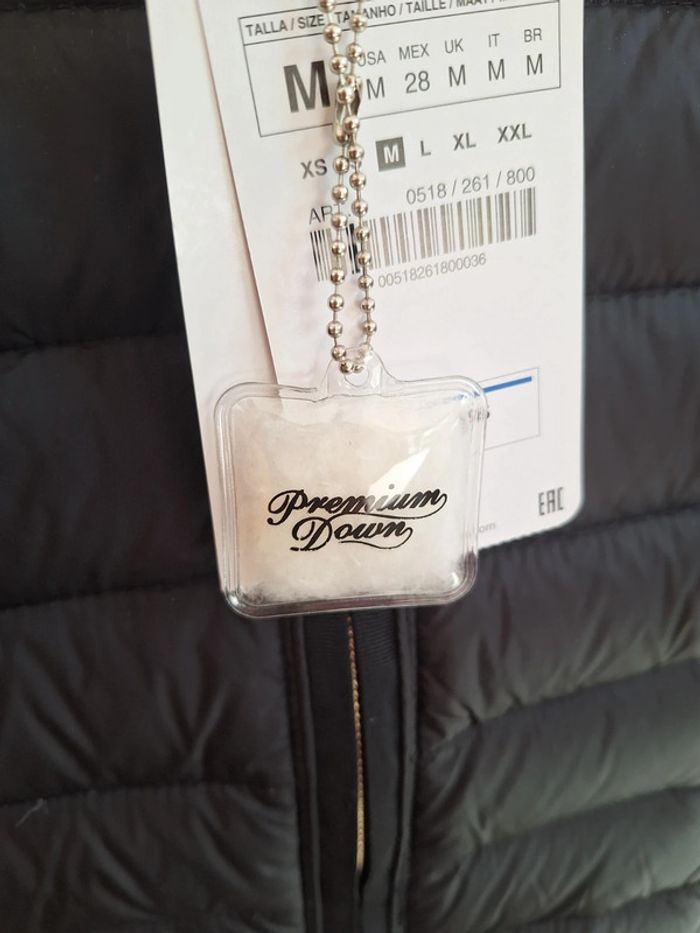 TALLA / SIZE / TAMANHO / TAILLE /
USA MEX UK IT BR
M M 28 M M M
XS M L XL XXL
ART. 0518 / 261 / 800
00518261800036
Premium
Down
EAC